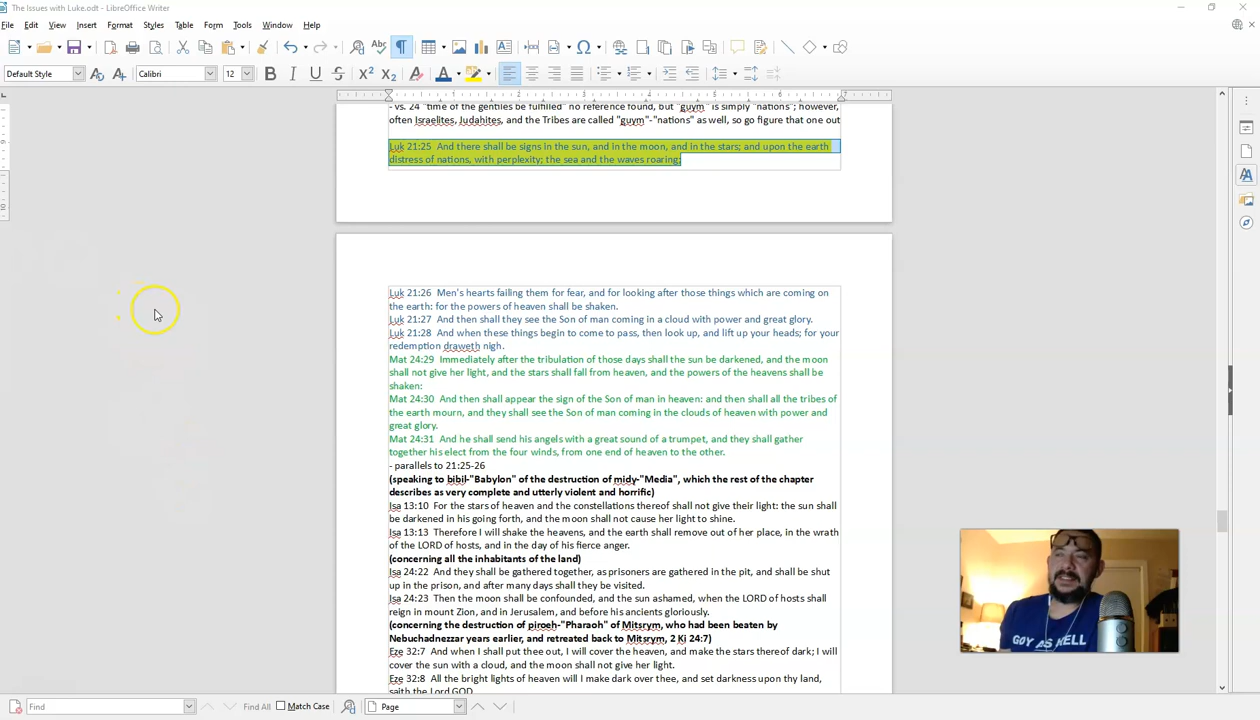 The Issues with Luke.odt - LibreOffice Writer
File Edit View Insert Format Styles Table Form Tools Window Help
Default Style Calibri 12
- vs. 24 "time of the gentiles be fulfilled" no reference found, but "guym" is simply "nations"; however,
often Israelites, Judahites, and the Tribes are called "guym"-"nations" as well, so go figure that one out
Luk 21:25 And there shall be signs in the sun, and in the moon, and in the stars; and upon the earth
distress of nations, with perplexity; the sea and the waves roaring;
Luk 21:26 Men's hearts failing them for fear, and for looking after those things which are coming on
the earth: for the powers of heaven shall be shaken.
Luk 21:27 And then shall they see the Son of man coming in a cloud with power and great glory.
Luk 21:28 And when these things begin to come to pass, then look up, and lift up your heads; for your
redemption draweth nigh.
Mat 24:29 Immediately after the tribulation of those days shall the sun be darkened, and the moon
shall not give her light, and the stars shall fall from heaven, and the powers of the heavens shall be
shaken:
Mat 24:30 And then shall appear the sign of the Son of man in heaven: and then shall all the tribes of
the earth mourn, and they shall see the Son of man coming in the clouds of heaven with power and
great glory.
Mat 24:31 And he shall send his angels with a great sound of a trumpet, and they shall gather
together his elect from the four winds, from one end of heaven to the other.
- parallels to 21:25-26
(speaking to bibil-"Babylon" of the destruction of midy-"Media", which the rest of the chapter
describes as very complete and utterly violent and horrific)
Isa 13:10 For the stars of heaven and the constellations thereof shall not give their light: the sun shall
be darkened in his going forth, and the moon shall not cause her light to shine.
Isa 13:13 Therefore I will shake the heavens, and the earth shall remove out of her place, in the wrath
of the LORD of hosts, and in the day of his fierce anger.
(concerning all the inhabitants of the land)
Isa 24:22 And they shall be gathered together, as prisoners are gathered in the pit, and shall be shut
up in the prison, and after many days shall they be visited.
Isa 24:23 Then the moon shall be confounded, and the sun ashamed, when the LORD of hosts shall
reign in mount Zion, and in Jerusalem, and before his ancients gloriously.
(concerning the destruction of piroeh-"Pharaoh" of Mitsrym, who had been beaten by
Nebuchadnezzar years earlier, and retreated back to Mitsrym, 2 Ki 24:7)
Eze 32:7 And when I shall put thee out, I will cover the heaven, and make the stars thereof dark; I will
cover the sun with a cloud, and the moon shall not give her light.
Eze 32:8 All the bright lights of heaven will I make dark over thee, and set darkness upon thy land,
saith the Lord GOD.
GOY AS HELL
Find Find All Match Case Page